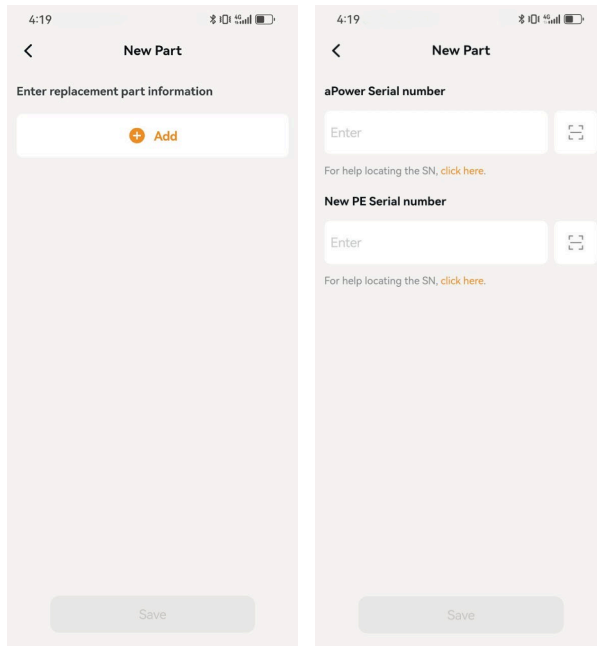 4:19
4G
New Part
Enter replacement part information
Add
Save
4:19
4G
New Part
aPower Serial number
Enter
For help locating the SN, click here.
New PE Serial number
Enter
For help locating the SN, click here.
Save